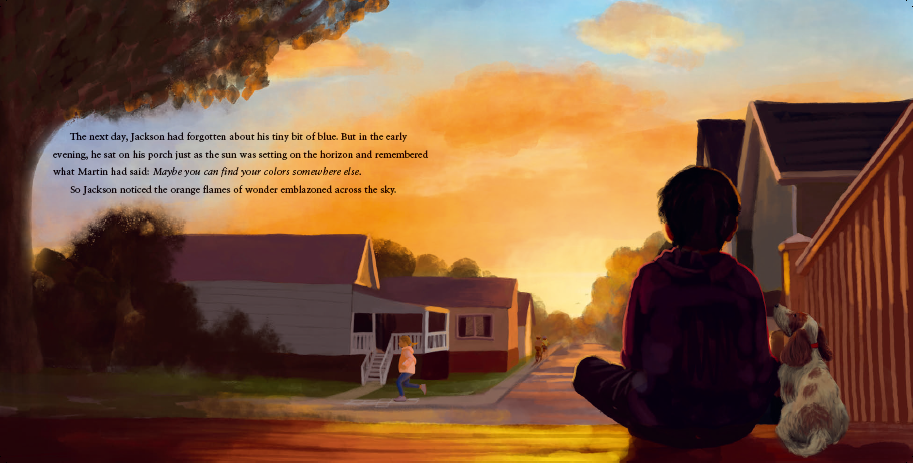 The next day, Jackson had forgotten about his tiny bit of blue. But in the early
evening, he sat on his porch just as the sun was setting on the horizon and remembered
what Martin had said: Maybe you can find your colors somewhere else.
So Jackson noticed the orange flames of wonder emblazoned across the sky.